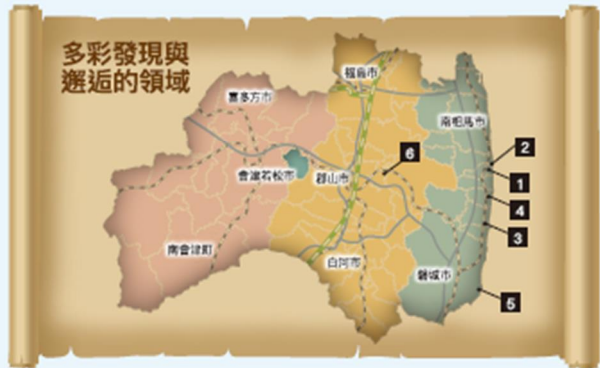 多彩發現與
邂逅的領域
福島市
喜多方市
南相馬市
6
2
會津若松市
郡山市
1
4
3
南會津町
白河市
磐城市
5